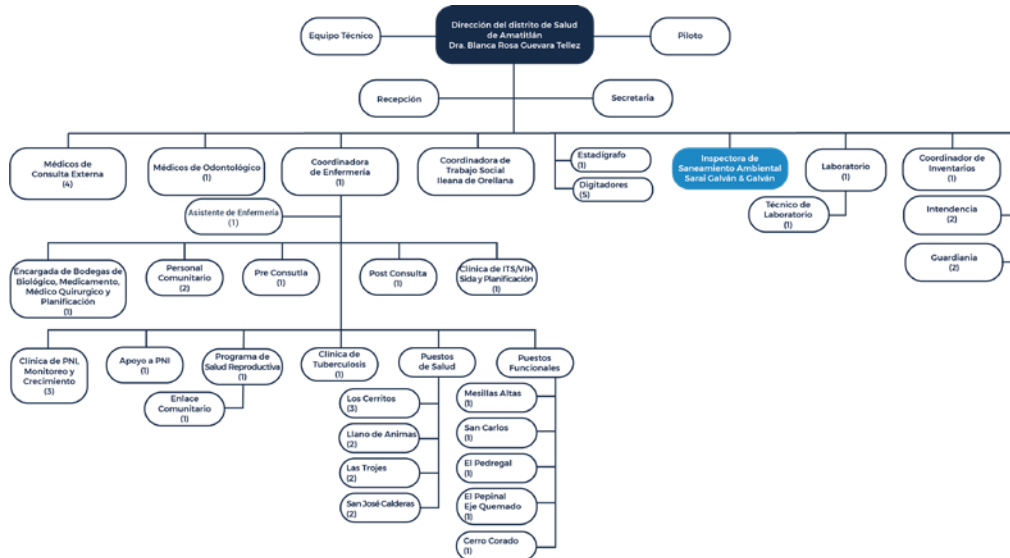 Dirección del distrito de Salud
de Amatitlán
Dra. Blanca Rosa Guevara Tellez
Equipo Técnico
Piloto
Recepción
Secretaria
Médicos de
Consulta Externa
(4)
Médicos de Odontológico
(1)
Coordinadora
de Enfermería
(1)
Coordinadora de
Trabajo Social
Ileana de Orellana
Estadígrafo
(1)
Digitadores
(5)
Inspectora de
Saneamiento Ambiental
Sarai Galván & Galván
Laboratorio
(1)
Técnico de
Laboratorio
(1)
Coordinador de
Inventarios
(1)
Intendencia
(2)
Guardiania
(2)
Asistente de Enfermería
(1)
Encargada de Bodegas de
Biológico, Medicamento,
Médico Quirurgico y
Planificación
(1)
Personal
Comunitario
(2)
Pre Consutla
(1)
Post Consulta
(1)
Clínica de ITS/VIH
Sida y Planificación
(1)
Clínica de PNI,
Monitoreo y
Crecimiento
(3)
Apoyo a PNI
(1)
Programa de
Salud Reproductiva
(1)
Enlace
Comunitario
(1)
Clínica de
Tuberculosis
(1)
Puestos
de Salud
Los Cerritos
(3)
Llano de Animas
(2)
Las Trojes
(2)
San José Calderas
(2)
Puestos
Funcionales
Mesillas Altas
(1)
San Carlos
(1)
El Pedregal
(1)
El Pepinal
Eje Quemado
(1)
Cerro Corado
(1)